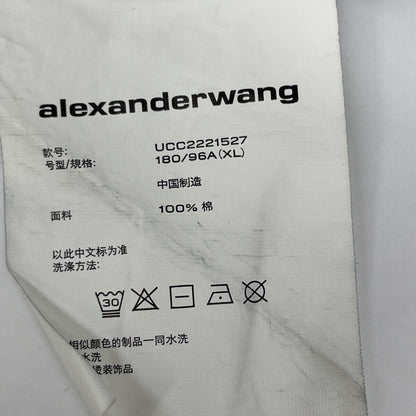 alexanderwang
款号: UCC2221527
号型/规格: 180/96A(XL)
中国制造
面料 100% 棉
以此中文标为准
洗涤方法:
30
相似颜色的制品一同水洗
水洗
烫装饰品